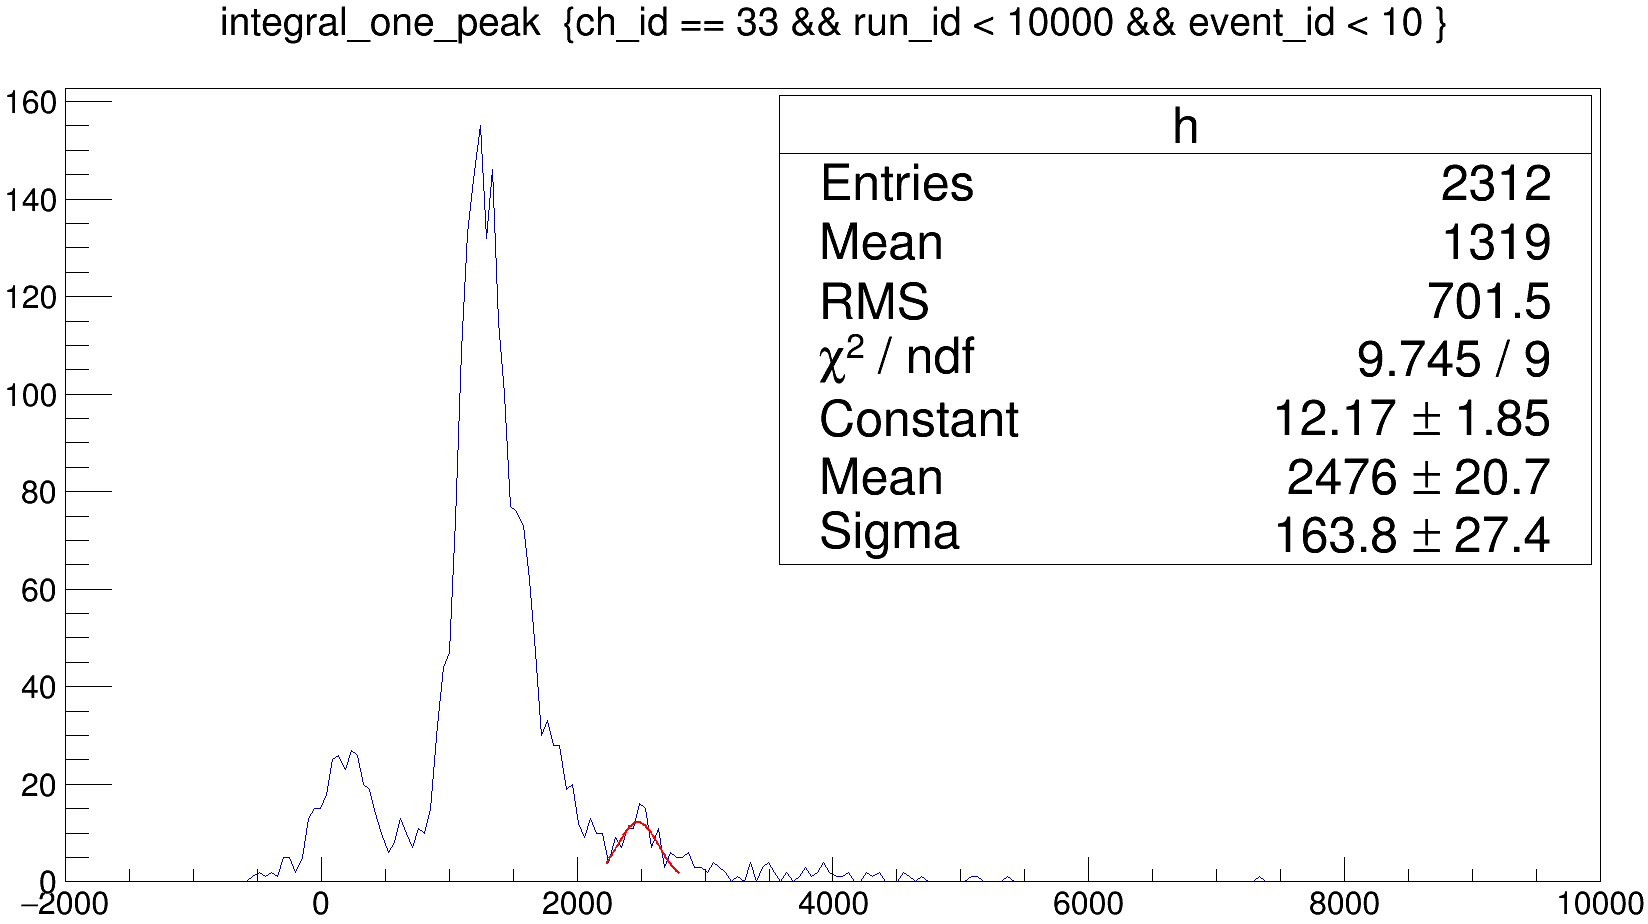 integral_one_peak {ch_id == 33 && run_id < 10000 && event_id < 10 }
h
Entries 2312
Mean 1319
RMS 701.5
χ² / ndf 9.745 / 9
Constant 12.17 ± 1.85
Mean 2476 ± 20.7
Sigma 163.8 ± 27.4
160
140
120
100
80
60
40
20
0
−2000 0 2000 4000 6000 8000 10000